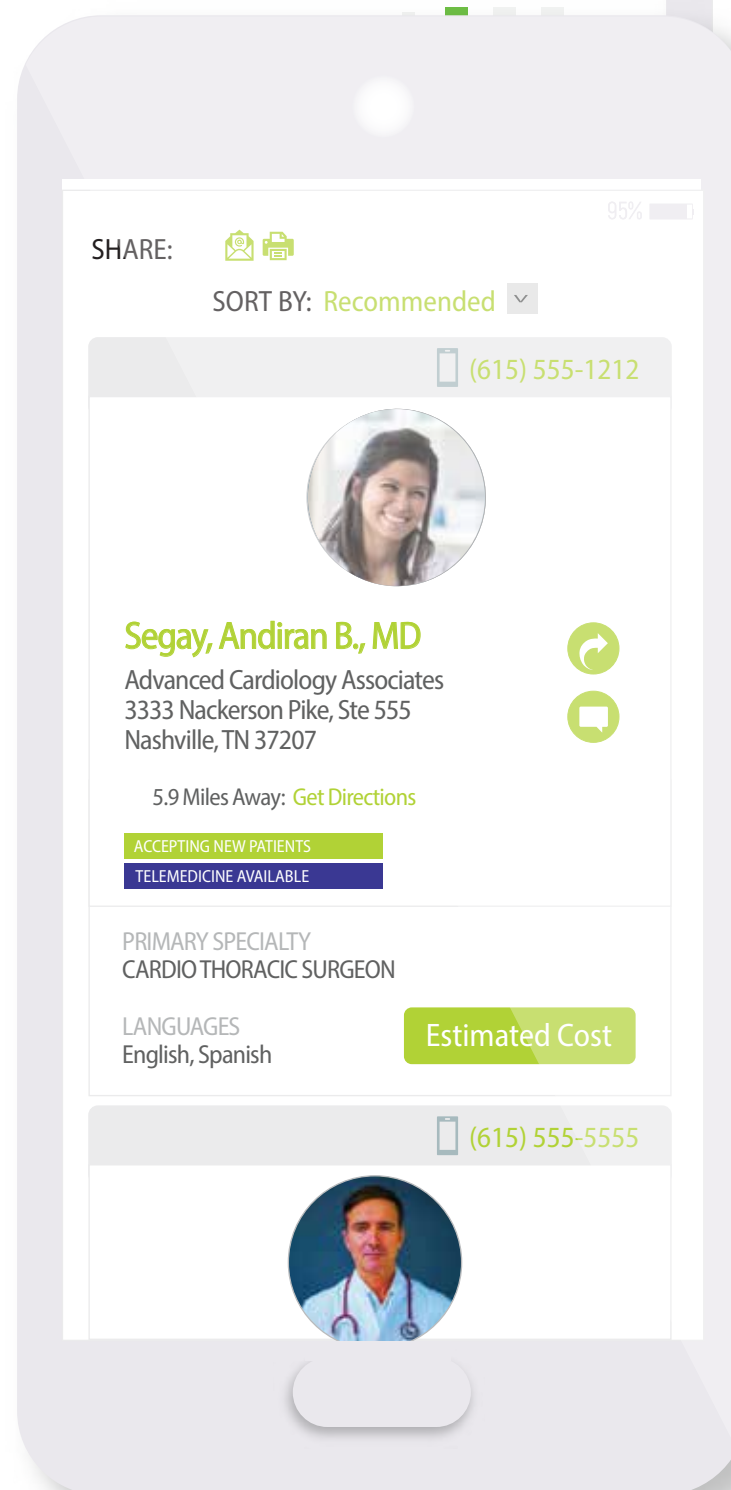 95%
SHARE:
SORT BY: Recommended
(615) 555-1212
Segay, Andiran B., MD
Advanced Cardiology Associates
3333 Nackerson Pike, Ste 555
Nashville, TN 37207
5.9 Miles Away: Get Directions
ACCEPTING NEW PATIENTS
TELEMEDICINE AVAILABLE
PRIMARY SPECIALTY
CARDIO THORACIC SURGEON
LANGUAGES
English, Spanish
Estimated Cost
(615) 555-5555